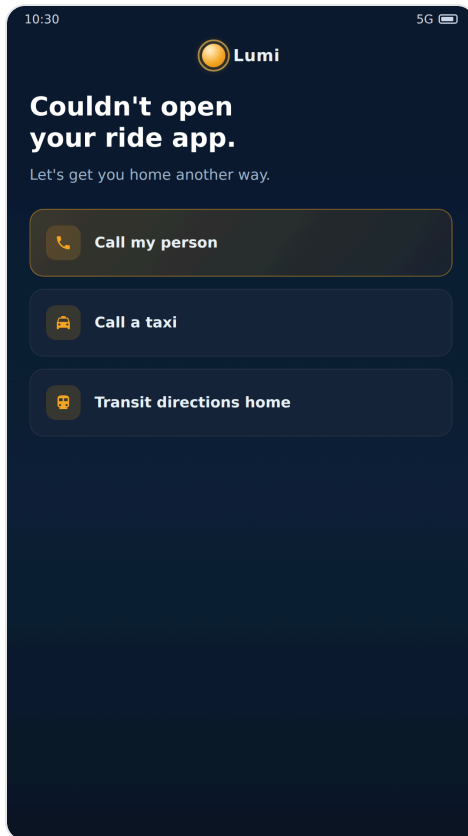 10:30
5G
Lumi
Couldn't open
your ride app.
Let's get you home another way.
Call my person
Call a taxi
Transit directions home